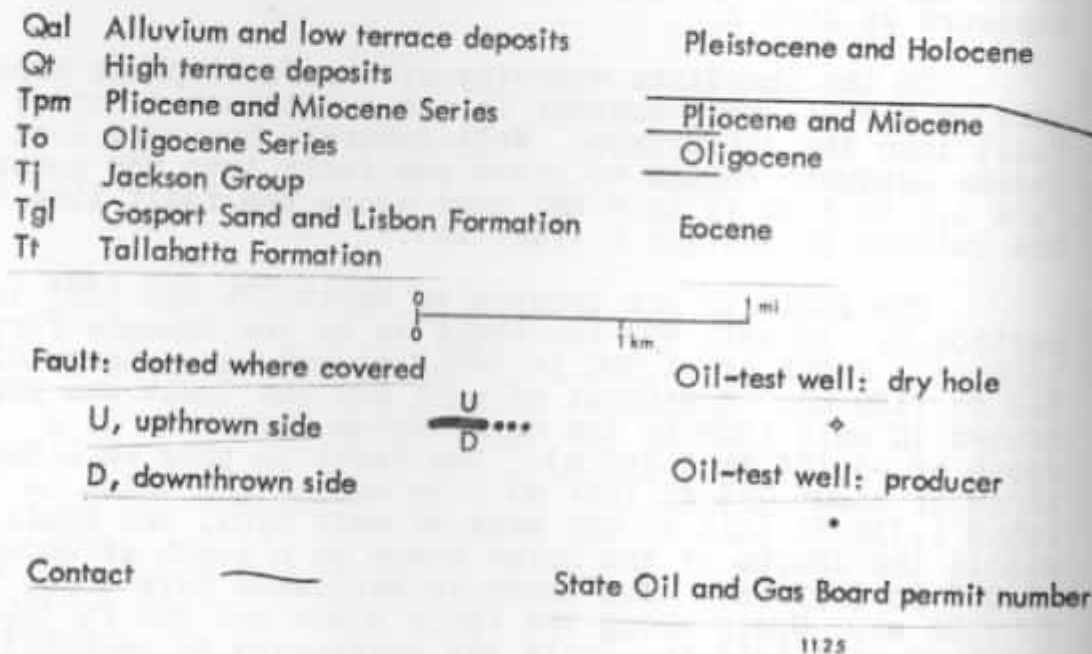 Qal Alluvium and low terrace deposits Pleistocene and Holocene
Qt High terrace deposits
Tpm Pliocene and Miocene Series Pliocene and Miocene
To Oligocene Series Oligocene
Tj Jackson Group
Tgl Gosport Sand and Lisbon Formation Eocene
Tt Tallahatta Formation
0 1 mi.
0 1 km.
Fault: dotted where covered Oil-test well: dry hole
U, upthrown side U
D
D, downthrown side Oil-test well: producer
Contact State Oil and Gas Board permit number
1125